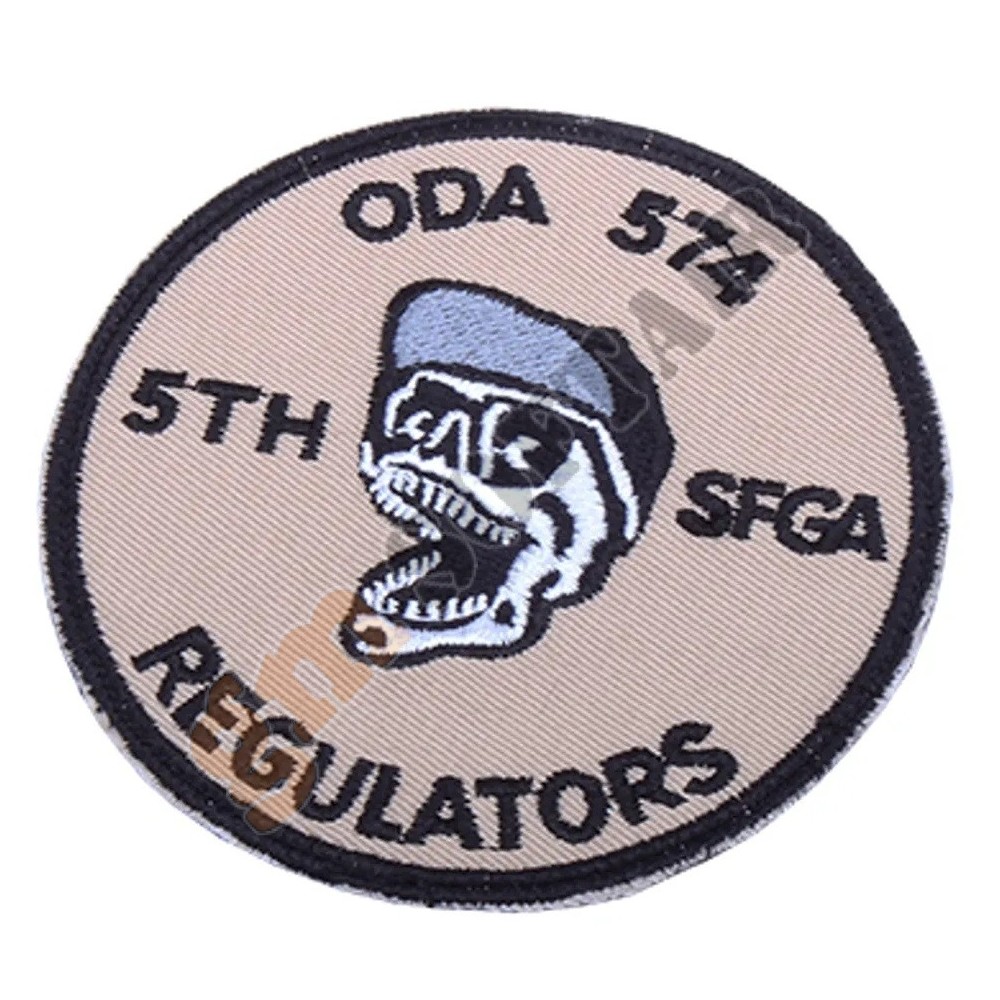 ODA 574
5TH SFGA
REGULATORS